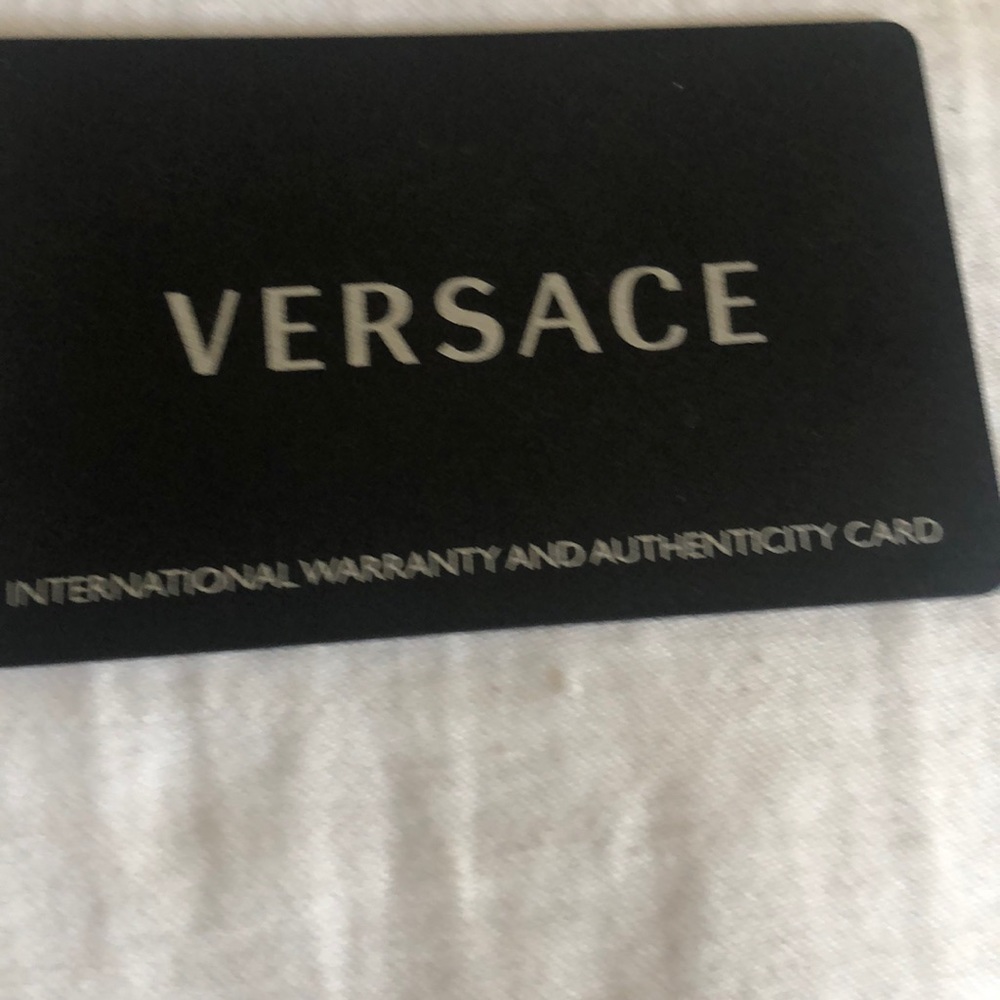 VERSACE
INTERNATIONAL WARRANTY AND AUTHENTICITY CARD